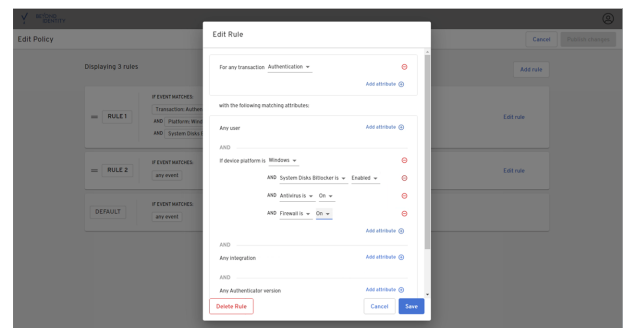 BEYOND
IDENTITY
Edit Policy
Cancel
Publish changes
Displaying 3 rules
Add rule
RULE 1
IF EVENT MATCHES:
Transaction: Authen
AND Platform: Wind
AND System Disks B
Edit rule
RULE 2
IF EVENT MATCHES:
any event
Edit rule
DEFAULT
IF EVENT MATCHES:
any event
Edit Rule
For any transaction Authentication
Add attribute
with the following matching attributes:
Any user Add attribute
AND
If device platform is Windows
AND System Disks Bitlocker is Enabled
AND Antivirus is On
AND Firewall is On
Add attribute
AND
Any integration Add attribute
AND
Any Authenticator version Add attribute
Delete Rule Cancel Save